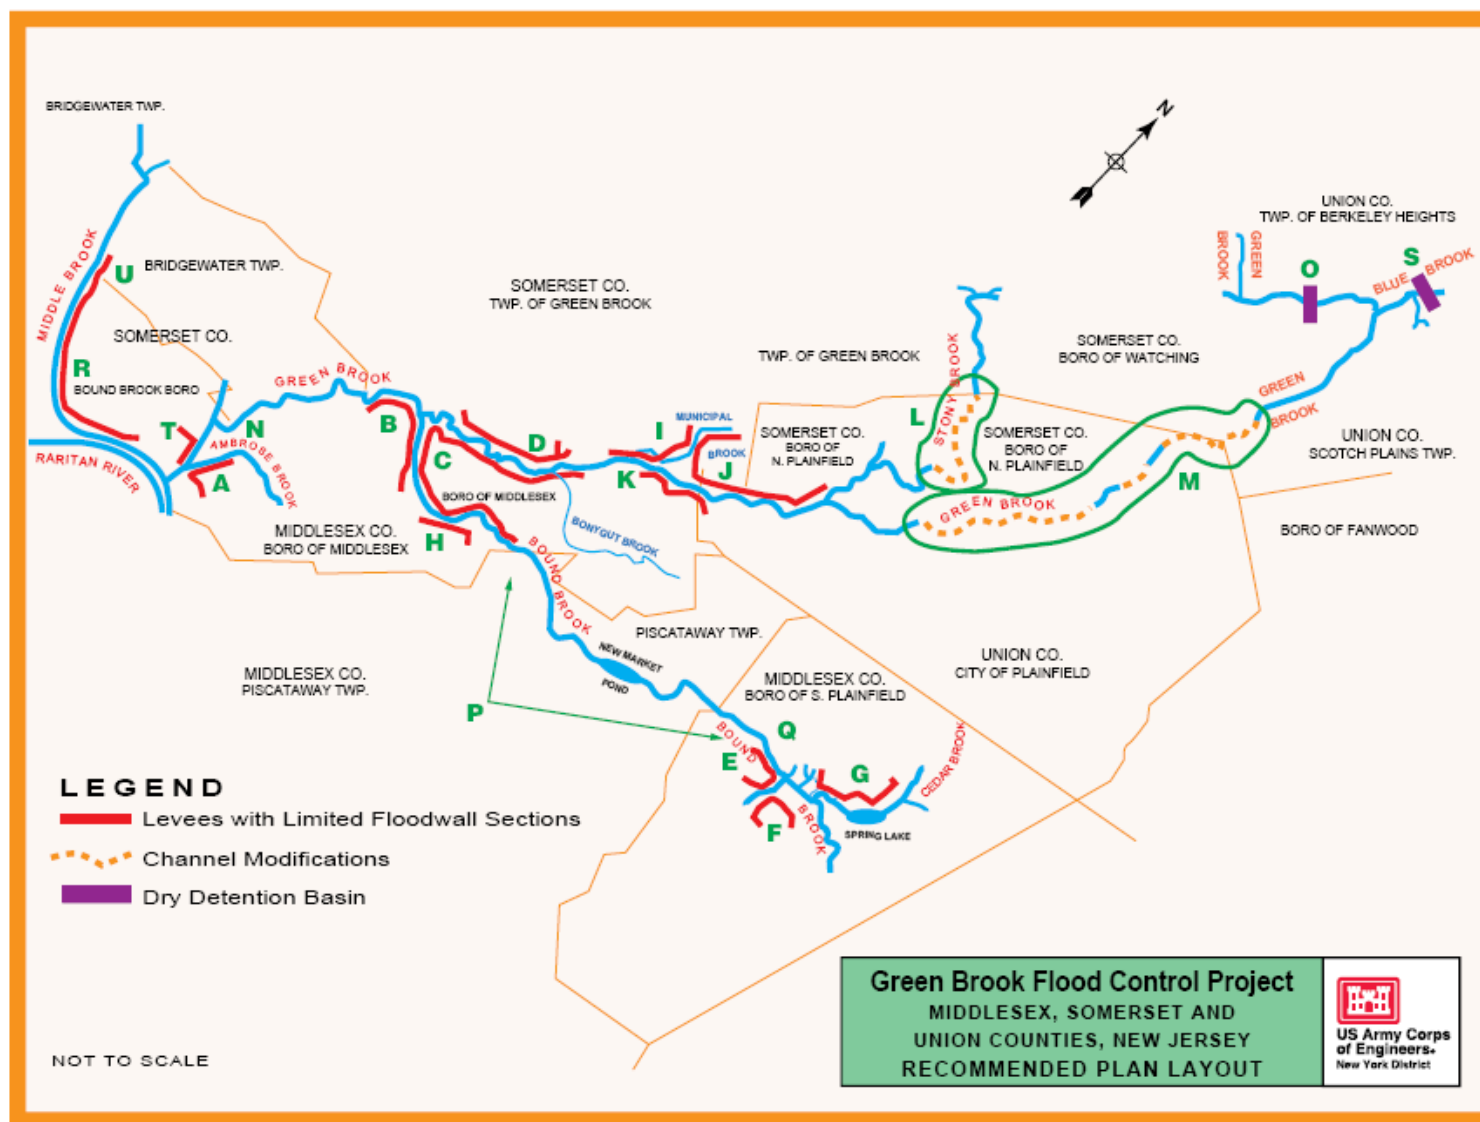 BRIDGEWATER TWP.
N
UNION CO.
TWP. OF BERKELEY HEIGHTS
GREEN
BROOK
O
S
BLUE BROOK
MIDDLE BROOK
U
BRIDGEWATER TWP.
SOMERSET CO.
TWP. OF GREEN BROOK
SOMERSET CO.
R
BOUND BROOK BORO
GREEN BROOK
TWP. OF GREEN BROOK
STONY BROOK
SOMERSET CO.
BORO OF WATCHING
GREEN
BROOK
T
N
AMBROSE BROOK
RARITAN RIVER
A
B
C
D
I
MUNICIPAL
BROOK
J
K
L
SOMERSET CO.
BORO OF
N. PLAINFIELD
SOMERSET CO.
BORO OF
N. PLAINFIELD
UNION CO.
SCOTCH PLAINS TWP.
M
GREEN BROOK
BORO OF FANWOOD
BORO OF MIDDLESEX
BONYGUT BROOK
MIDDLESEX CO.
BORO OF MIDDLESEX
H
BOUND BROOK
PISCATAWAY TWP.
NEW MARKET
POND
MIDDLESEX CO.
PISCATAWAY TWP.
MIDDLESEX CO.
BORO OF S. PLAINFIELD
UNION CO.
CITY OF PLAINFIELD
P
Q
BOUND
BROOK
E
F
G
CEDAR BROOK
SPRING LAKE
LEGEND
Levees with Limited Floodwall Sections
Channel Modifications
Dry Detention Basin
NOT TO SCALE
Green Brook Flood Control Project
MIDDLESEX, SOMERSET AND
UNION COUNTIES, NEW JERSEY
RECOMMENDED PLAN LAYOUT
US Army Corps
of Engineers.
New York District